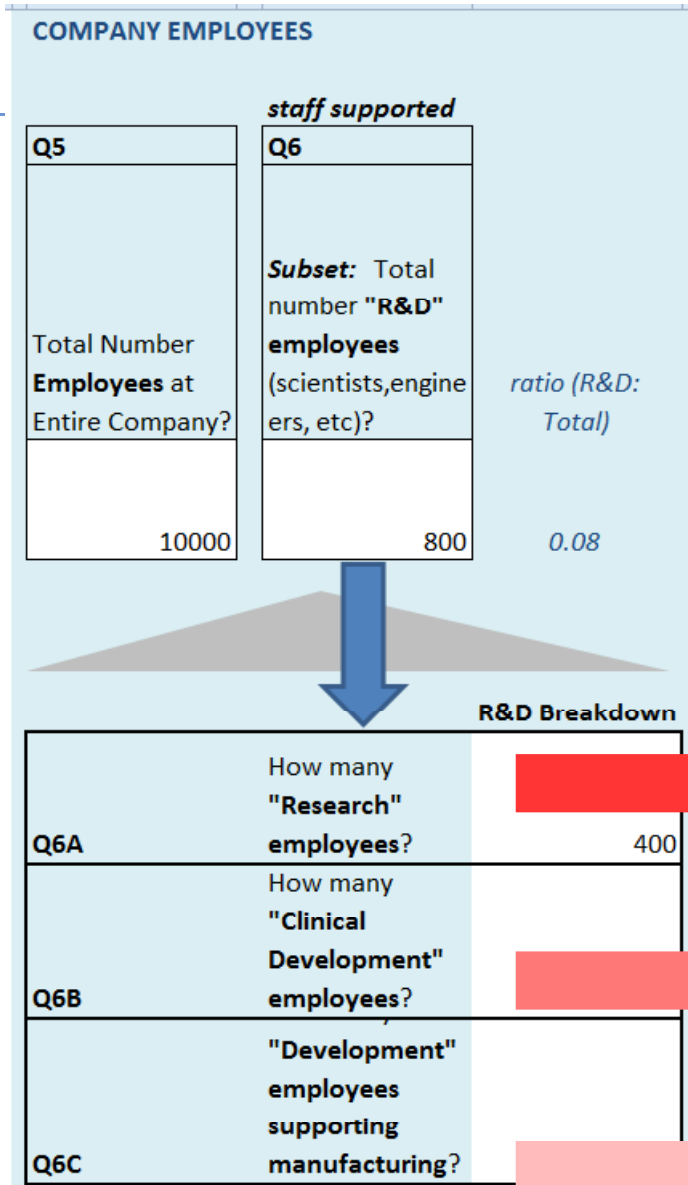 COMPANY EMPLOYEES
staff supported
Q5
Q6
Total Number
Employees at
Entire Company?
Subset: Total
number "R&D"
employees
(scientists,engine
ers, etc)?
ratio (R&D:
Total)
10000
800
0.08
R&D Breakdown
Q6A
How many
"Research"
employees?
400
Q6B
How many
"Clinical
Development"
employees?
Q6C
"Development"
employees
supporting
manufacturing?